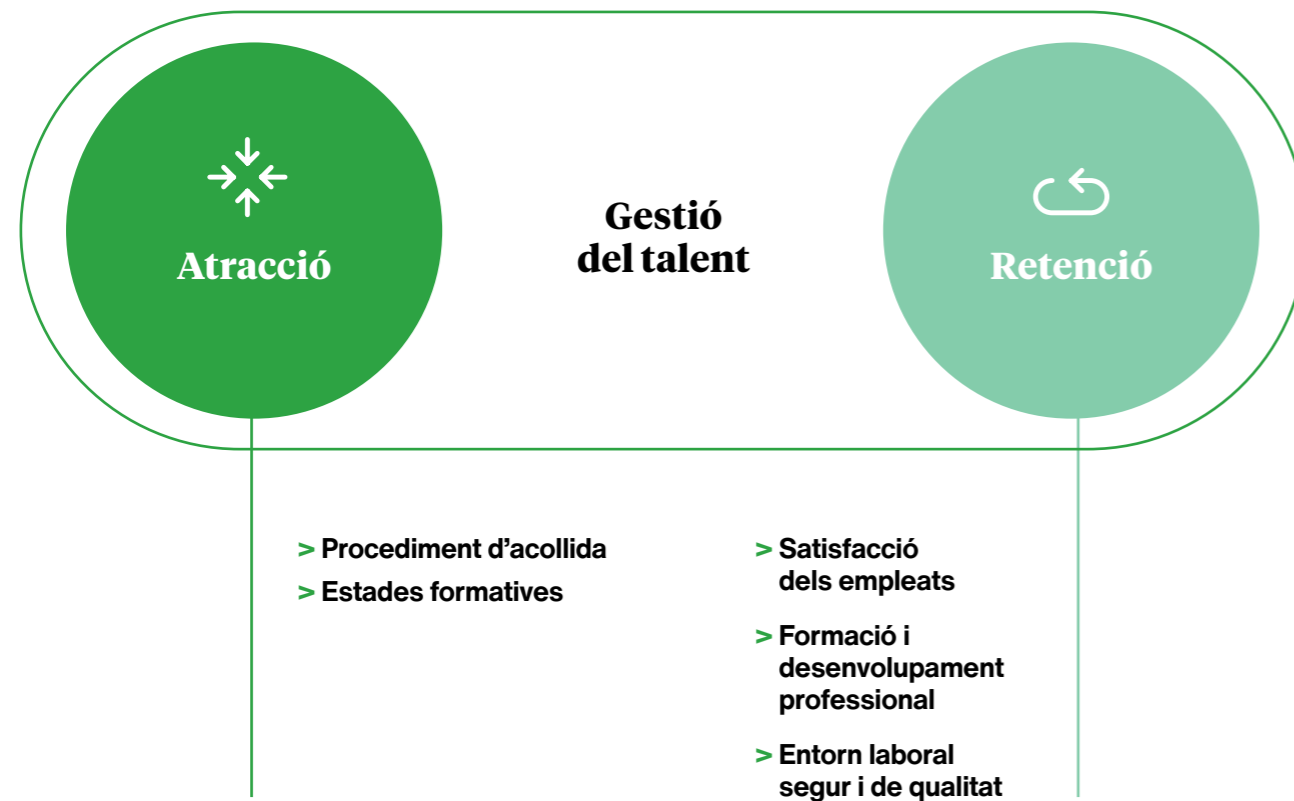 Atracció
Gestió
del talent
Retenció
> Procediment d’acollida
> Estades formatives
> Satisfacció
dels empleats
> Formació i
desenvolupament
professional
> Entorn laboral
segur i de qualitat